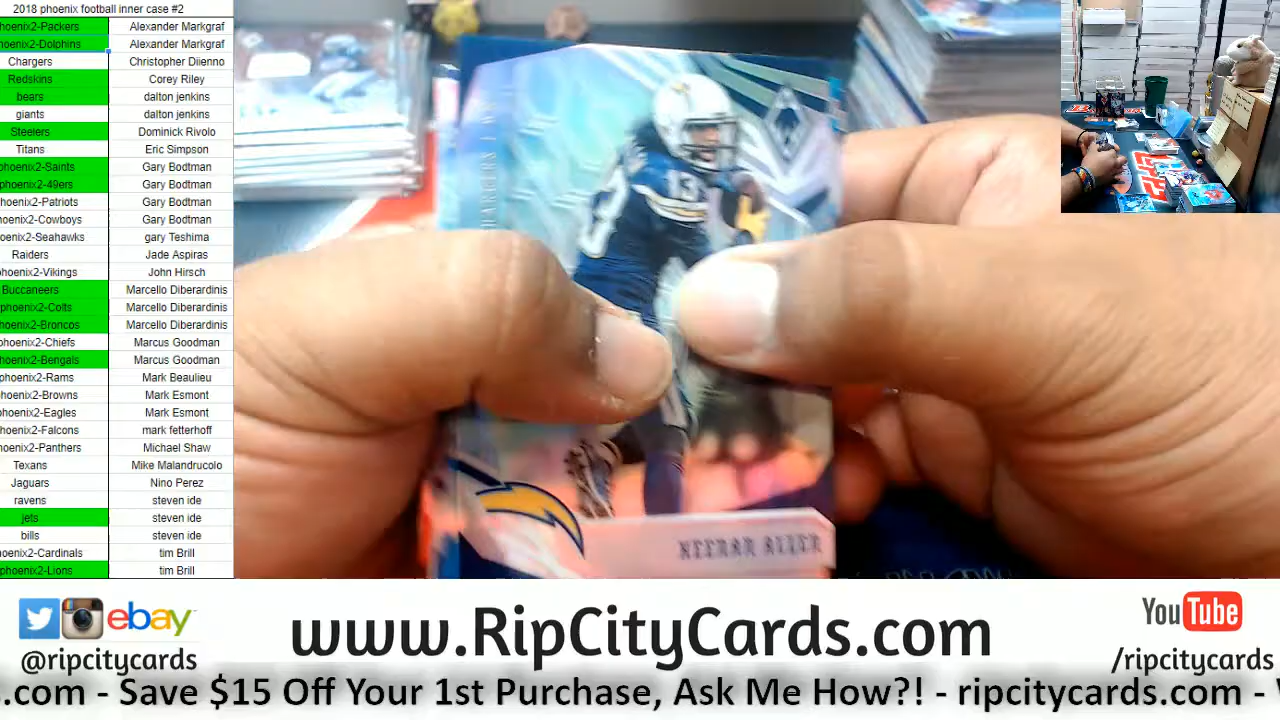 2018 phoenix football inner case #2
hoenix2-Packers Alexander Markgraf
hoenix2-Dolphins Alexander Markgraf
Chargers Christopher Diienno
Redskins Corey Riley
bears dalton jenkins
giants dalton jenkins
Steelers Dominick Rivolo
Titans Eric Simpson
phoenix2-Saints Gary Bodtman
phoenix2-49ers Gary Bodtman
phoenix2-Patriots Gary Bodtman
phoenix2-Cowboys Gary Bodtman
oenix2-Seahawks gary Teshima
Raiders Jade Aspiras
phoenix2-Vikings John Hirsch
Buccaneers Marcello Diberardinis
phoenix2-Colts Marcello Diberardinis
hoenix2-Broncos Marcello Diberardinis
phoenix2-Chiefs Marcus Goodman
hoenix2-Bengals Marcus Goodman
phoenix2-Rams Mark Beaulieu
phoenix2-Browns Mark Esmont
phoenix2-Eagles Mark Esmont
phoenix2-Falcons mark fetterhoff
phoenix2-Panthers Michael Shaw
Texans Mike Malandrucolo
Jaguars Nino Perez
ravens steven ide
jets steven ide
bills steven ide
oenix2-Cardinals tim Brill
phoenix2-Lions tim Brill
13
KEENAN ALLEN
ebay
@ripcitycards
www.RipCityCards.com
YouTube
/ripcitycards
s.com - Save $15 Off Your 1st Purchase, Ask Me How?! - ripcitycards.com -